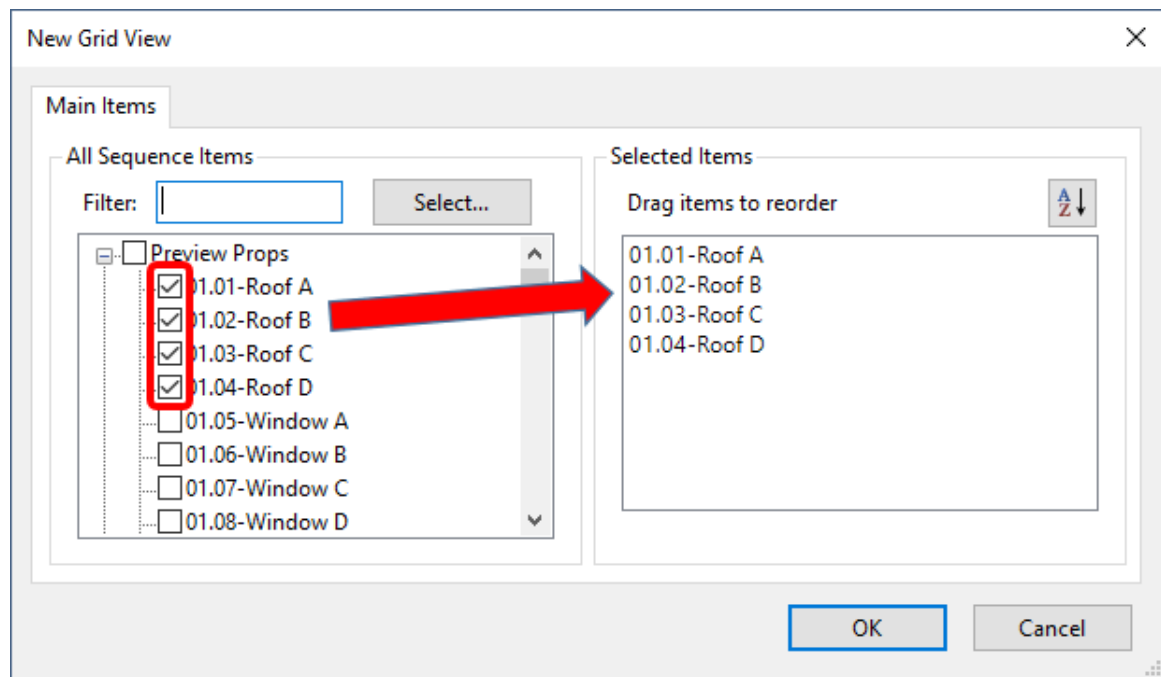 New Grid View
Main Items
All Sequence Items
Filter:
Select...
Preview Props
01.01-Roof A
01.02-Roof B
01.03-Roof C
01.04-Roof D
01.05-Window A
01.06-Window B
01.07-Window C
01.08-Window D
Selected Items
Drag items to reorder
A
Z
01.01-Roof A
01.02-Roof B
01.03-Roof C
01.04-Roof D
OK
Cancel